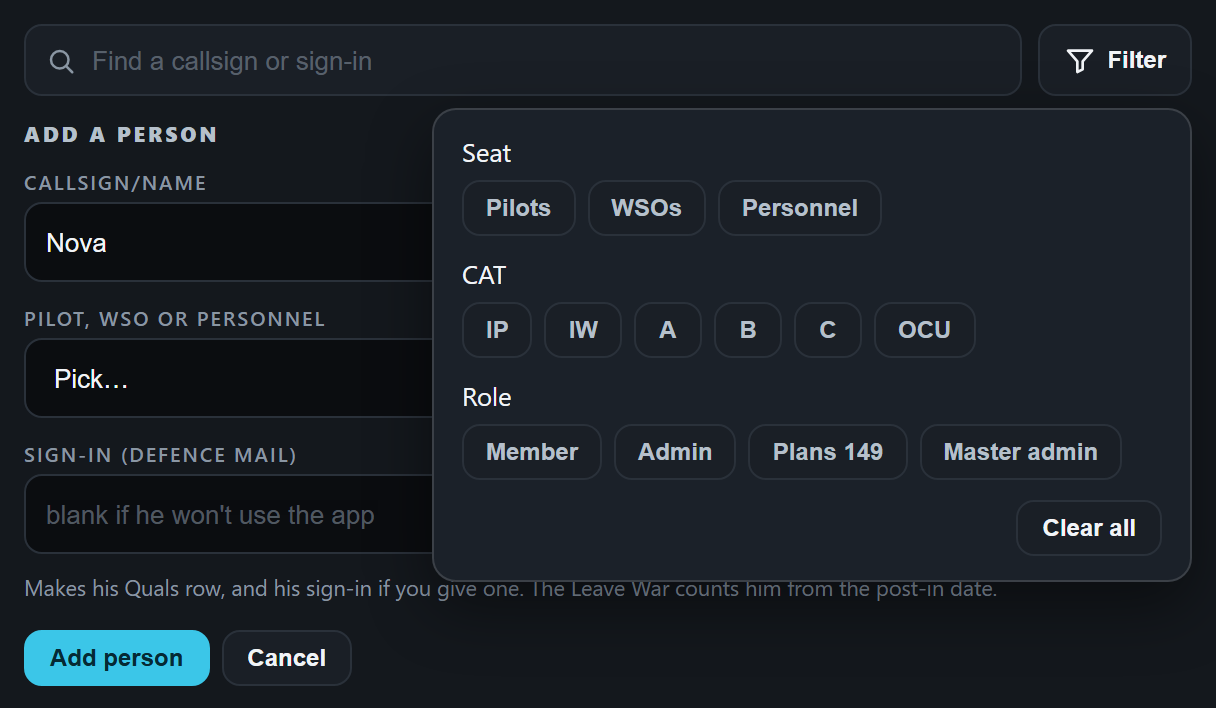 Find a callsign or sign-in
Filter
ADD A PERSON
CALLSIGN/NAME
Nova
PILOT, WSO OR PERSONNEL
Pick…
SIGN-IN (DEFENCE MAIL)
blank if he won't use the app
Makes his Quals row, and his sign-in if you give one. The Leave War counts him from the post-in date.
Add person
Cancel
Seat
Pilots WSOs Personnel
CAT
IP IW A B C OCU
Role
Member Admin Plans 149 Master admin
Clear all